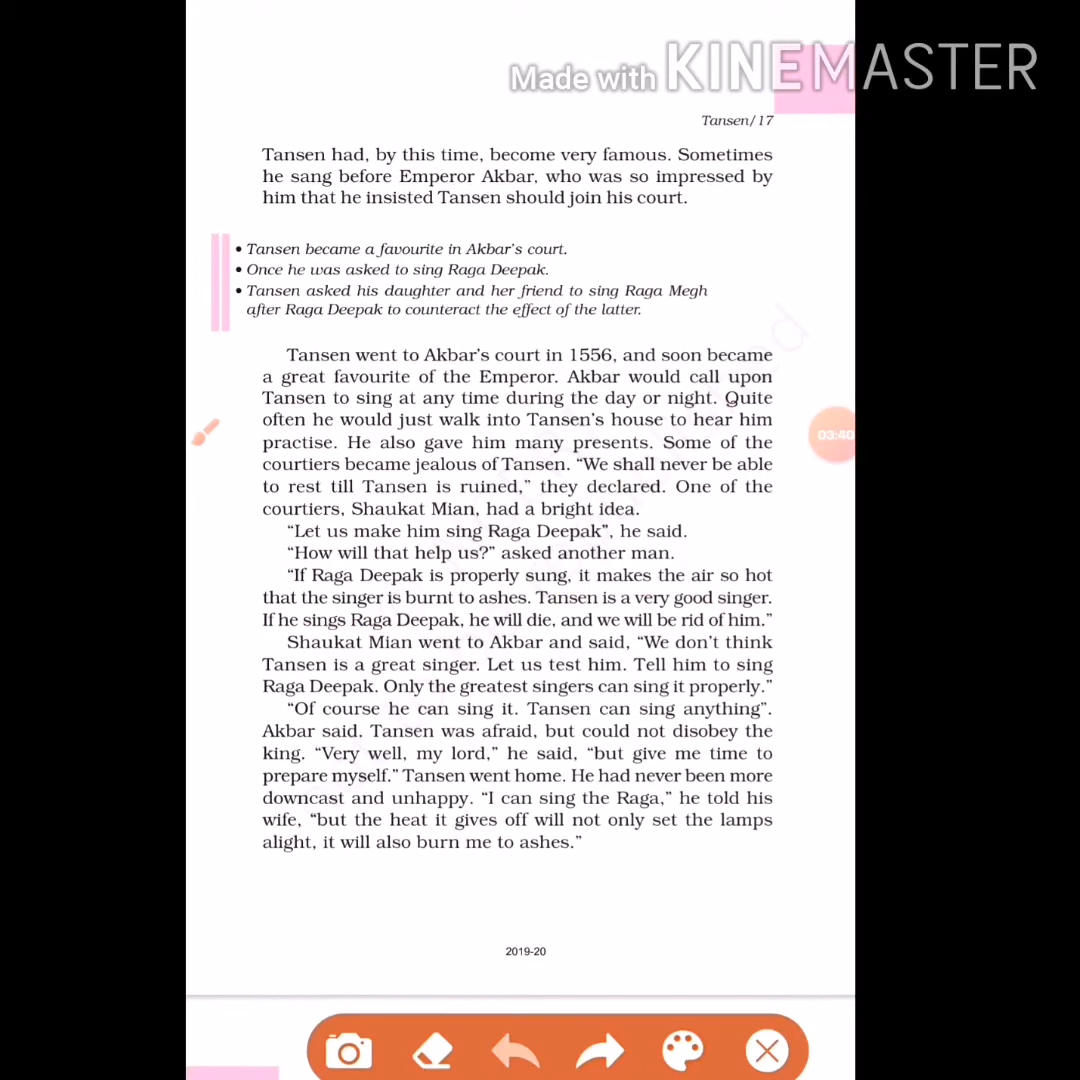 Made with KINEMASTER
Tansen/17
Tansen had, by this time, become very famous. Sometimes
he sang before Emperor Akbar, who was so impressed by
him that he insisted Tansen should join his court.
• Tansen became a favourite in Akbar's court.
• Once he was asked to sing Raga Deepak.
• Tansen asked his daughter and her friend to sing Raga Megh
after Raga Deepak to counteract the effect of the latter.
Tansen went to Akbar's court in 1556, and soon became
a great favourite of the Emperor. Akbar would call upon
Tansen to sing at any time during the day or night. Quite
often he would just walk into Tansen's house to hear him
practise. He also gave him many presents. Some of the
courtiers became jealous of Tansen. “We shall never be able
to rest till Tansen is ruined,” they declared. One of the
courtiers, Shaukat Mian, had a bright idea.
“Let us make him sing Raga Deepak”, he said.
“How will that help us?” asked another man.
“If Raga Deepak is properly sung, it makes the air so hot
that the singer is burnt to ashes. Tansen is a very good singer.
If he sings Raga Deepak, he will die, and we will be rid of him.”
Shaukat Mian went to Akbar and said, “We don't think
Tansen is a great singer. Let us test him. Tell him to sing
Raga Deepak. Only the greatest singers can sing it properly.”
“Of course he can sing it. Tansen can sing anything”.
Akbar said. Tansen was afraid, but could not disobey the
king. “Very well, my lord,” he said, “but give me time to
prepare myself.” Tansen went home. He had never been more
downcast and unhappy. “I can sing the Raga,” he told his
wife, “but the heat it gives off will not only set the lamps
alight, it will also burn me to ashes.”
03:40
2019-20